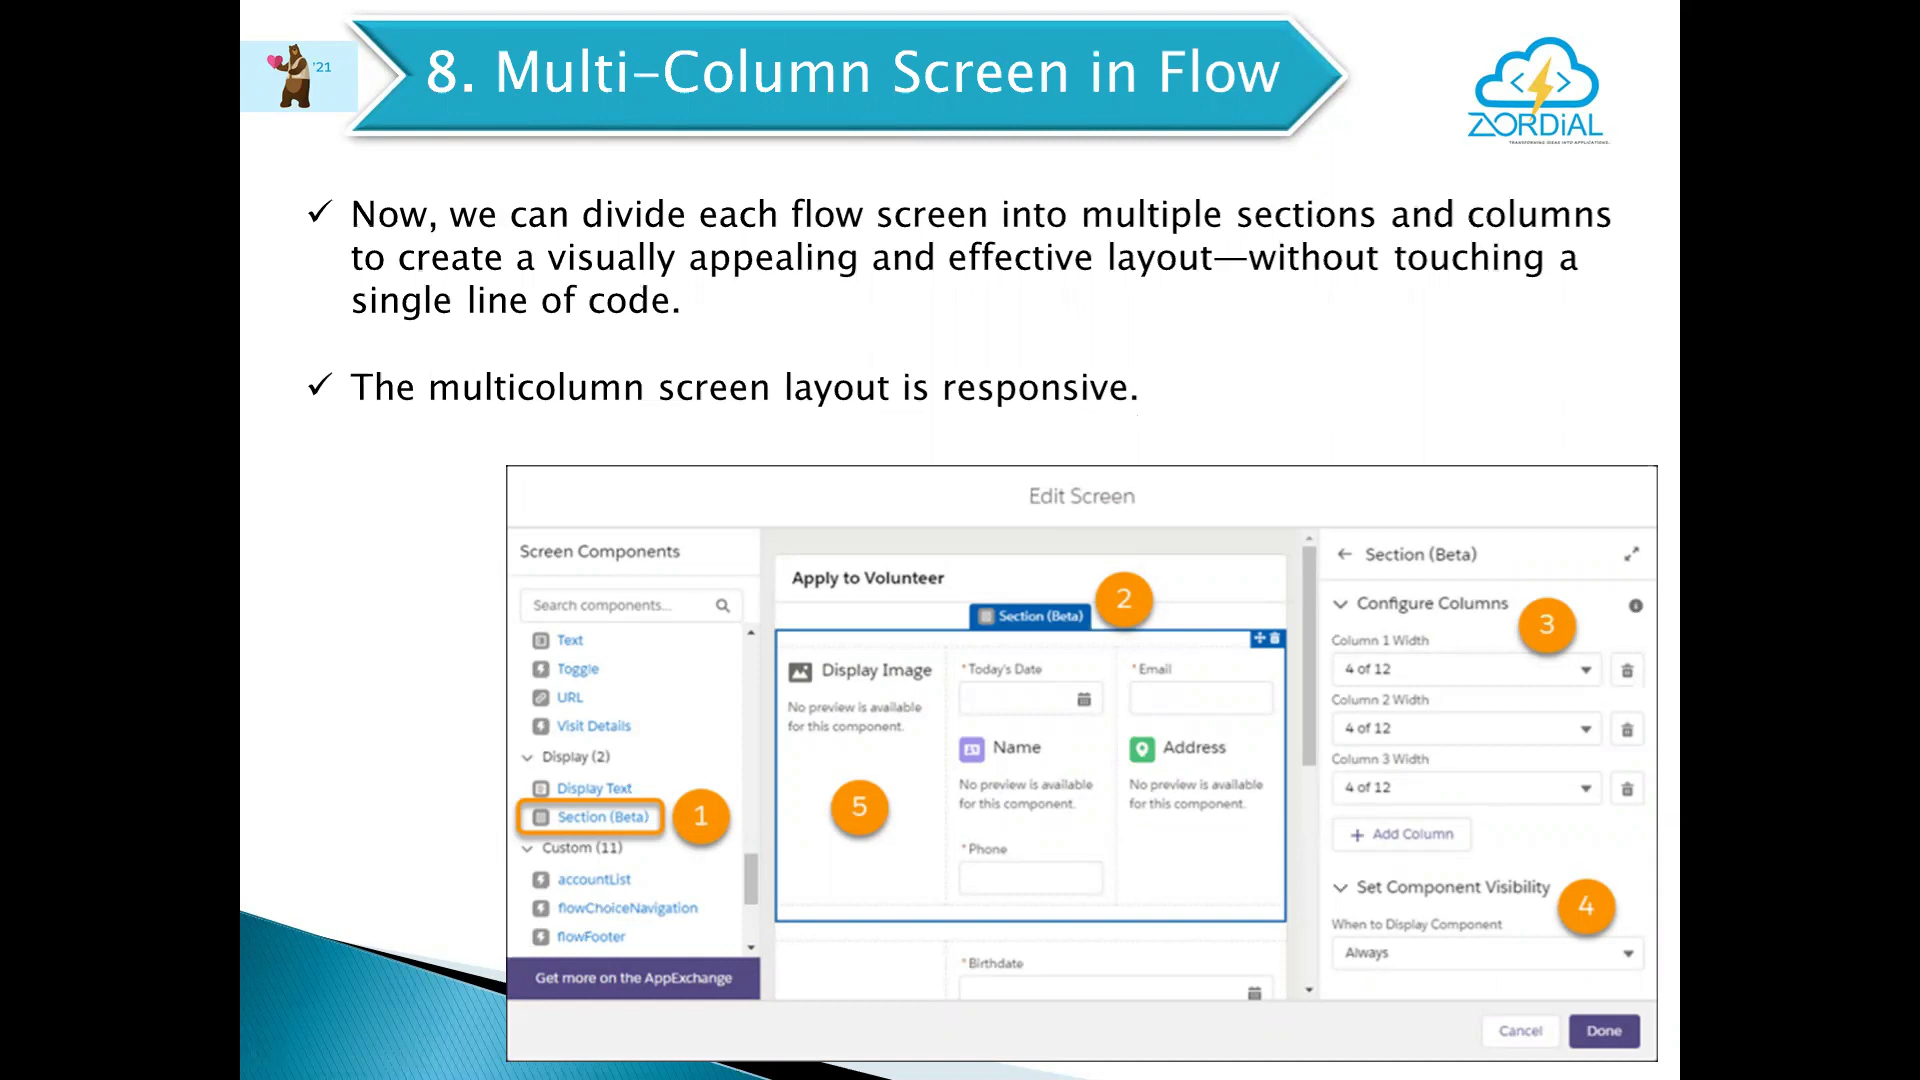 '21
8. Multi-Column Screen in Flow
ZORDiAL
TRANSFORMING IDEAS INTO APPLICATIONS.
✓ Now, we can divide each flow screen into multiple sections and columns
to create a visually appealing and effective layout—without touching a
single line of code.
✓ The multicolumn screen layout is responsive.
Edit Screen
Screen Components
Search components...
Text
Toggle
URL
Visit Details
Display (2)
Display Text
Section (Beta)
1
Custom (11)
accountList
flowChoiceNavigation
flowFooter
Get more on the AppExchange
Apply to Volunteer
Section (Beta)
2
Display Image
No preview is available
for this component.
5
*Today's Date
Name
No preview is available
for this component.
*Phone
*Email
Address
No preview is available
for this component.
*Birthdate
Section (Beta)
Configure Columns
3
Column 1 Width
4 of 12
Column 2 Width
4 of 12
Column 3 Width
4 of 12
+ Add Column
Set Component Visibility
4
When to Display Component
Always
Cancel
Done